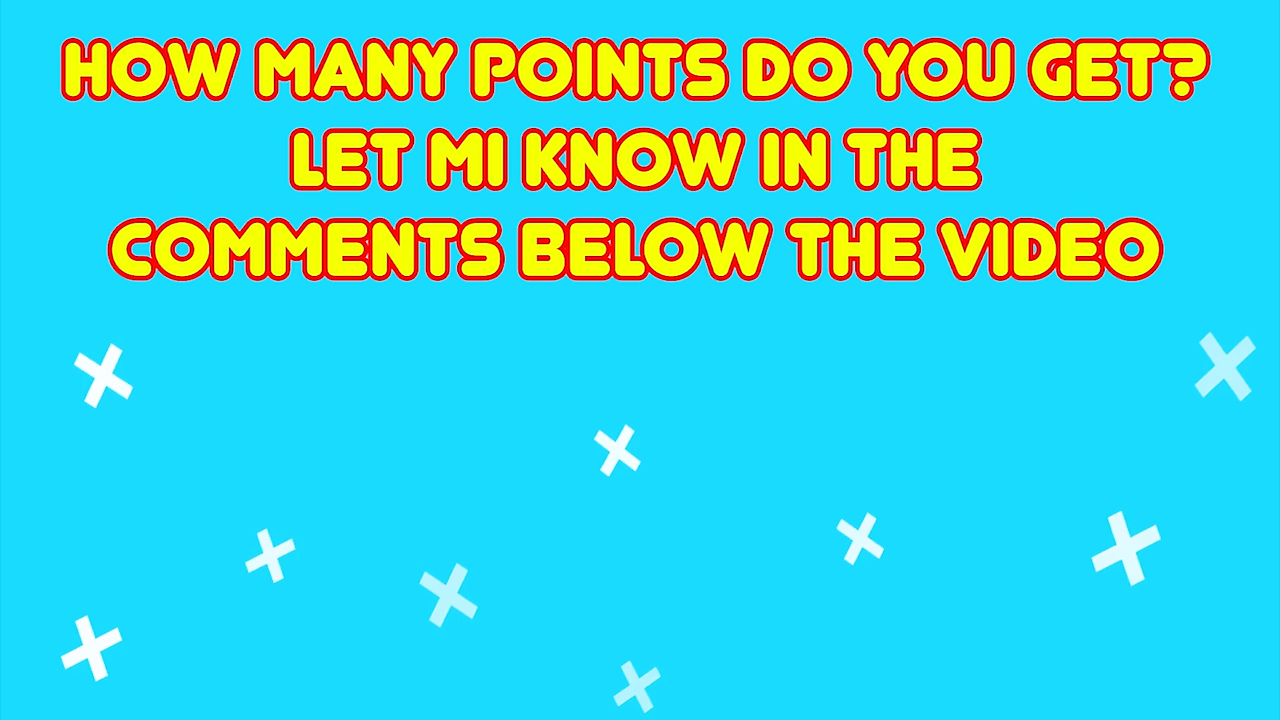 HOW MANY POINTS DO YOU GET?
LET MI KNOW IN THE
COMMENTS BELOW THE VIDEO